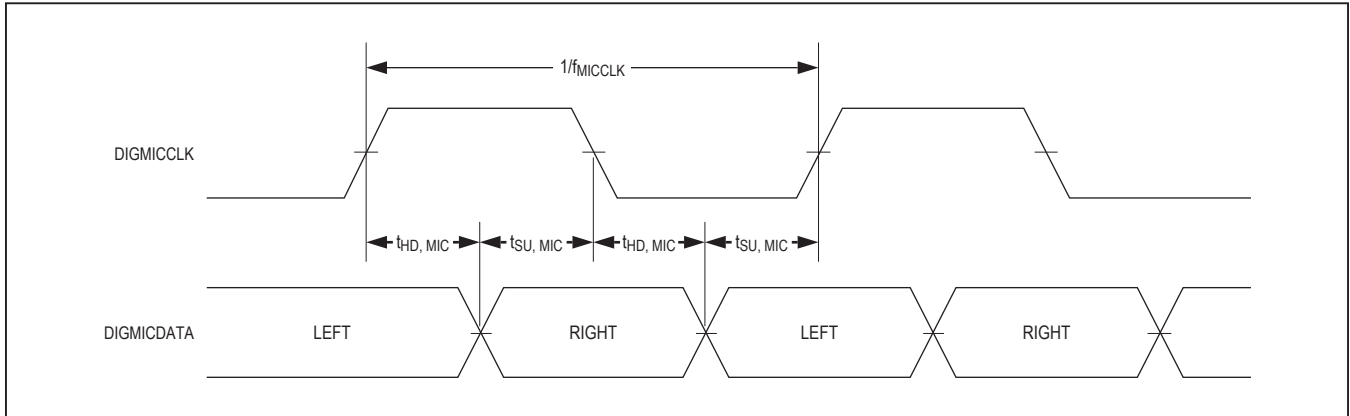 1/fMICCLK
DIGMICCLK
tHD, MIC tSU, MIC tHD, MIC tSU, MIC
DIGMICDATA LEFT RIGHT LEFT RIGHT